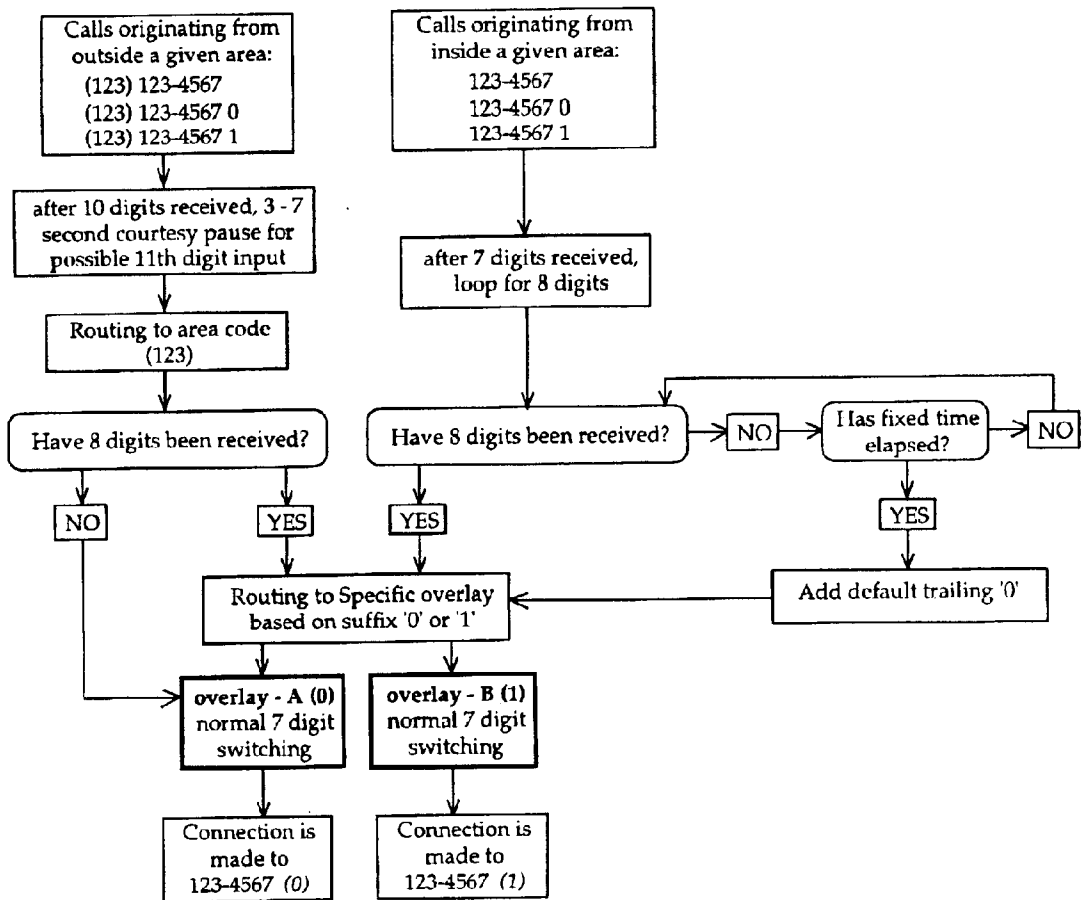 Calls originating from
outside a given area:
(123) 123-4567
(123) 123-4567 0
(123) 123-4567 1
Calls originating from
inside a given area:
123-4567
123-4567 0
123-4567 1
after 10 digits received, 3 - 7
second courtesy pause for
possible 11th digit input
after 7 digits received,
loop for 8 digits
Routing to area code
(123)
Have 8 digits been received?
Have 8 digits been received?
NO
Has fixed time
elapsed?
NO
NO
YES
YES
YES
Routing to Specific overlay
based on suffix '0' or '1'
Add default trailing '0'
overlay - A (0)
normal 7 digit
switching
overlay - B (1)
normal 7 digit
switching
Connection is
made to
123-4567 (0)
Connection is
made to
123-4567 (1)